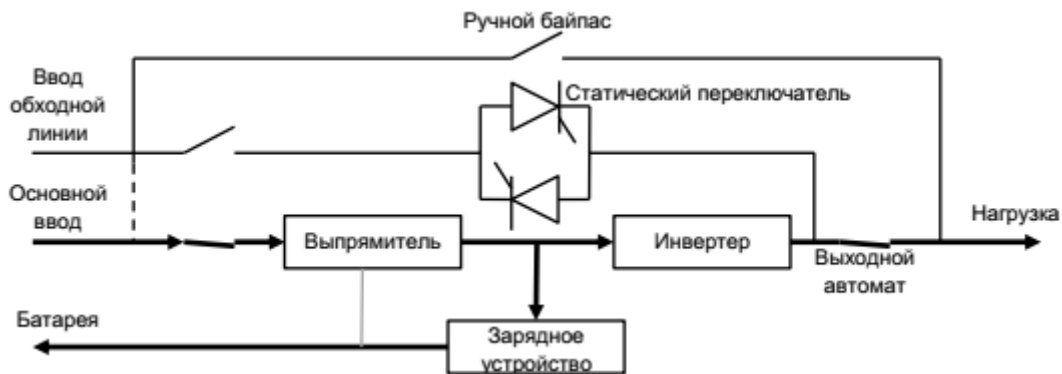 Ручной байпас
Ввод
обходной
линии
Статический переключатель
Основной
ввод
Выпрямитель
Инвертер
Нагрузка
Выходной
автомат
Батарея
Зарядное
устройство